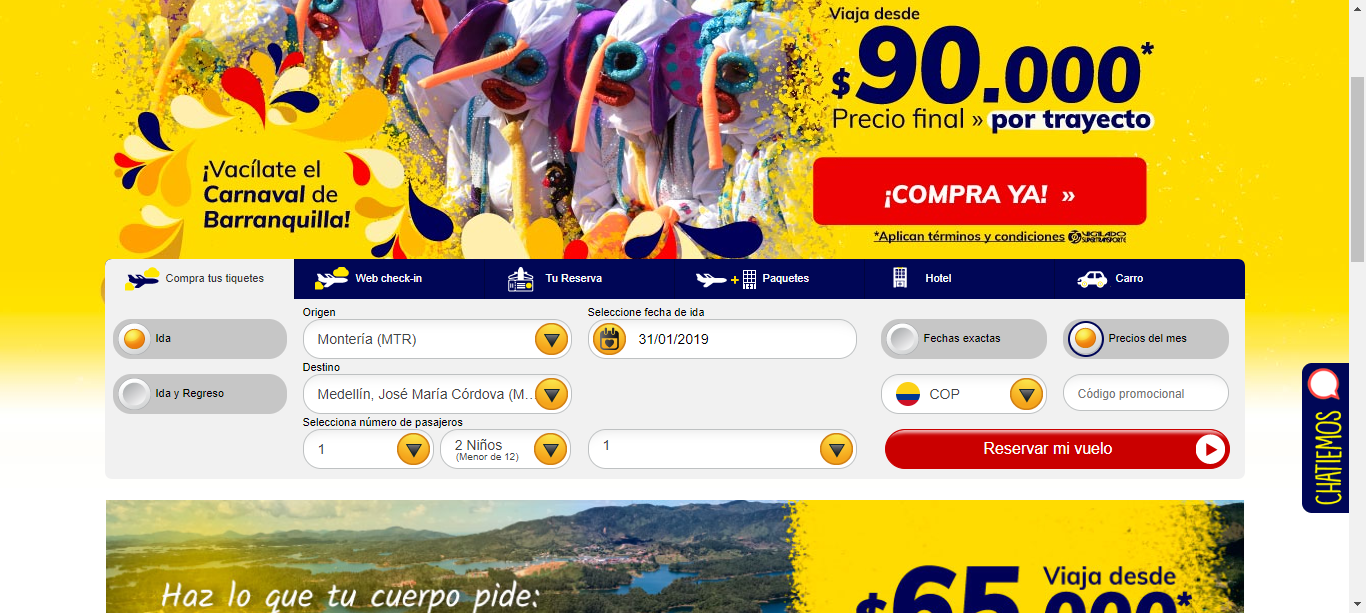 Viaja desde
$90.000*
Precio final » por trayecto
¡Vacílate el
Carnaval de
Barranquilla!
¡COMPRA YA! »
*Aplican términos y condiciones VIGILADO SUPERTRANSPORTE
Compra tus tiquetes
Web check-in
Tu Reserva
Paquetes
Hotel
Carro
Origen
Seleccione fecha de ida
Ida
Montería (MTR)
31/01/2019
Fechas exactas
Precios del mes
Destino
Ida y Regreso
Medellín, José María Córdova (M...
COP
Código promocional
Selecciona número de pasajeros
1
2 Niños
(Menor de 12)
1
Reservar mi vuelo
CHATIEMOS
Haz lo que tu cuerpo pide:
Viaja desde
$65.000*